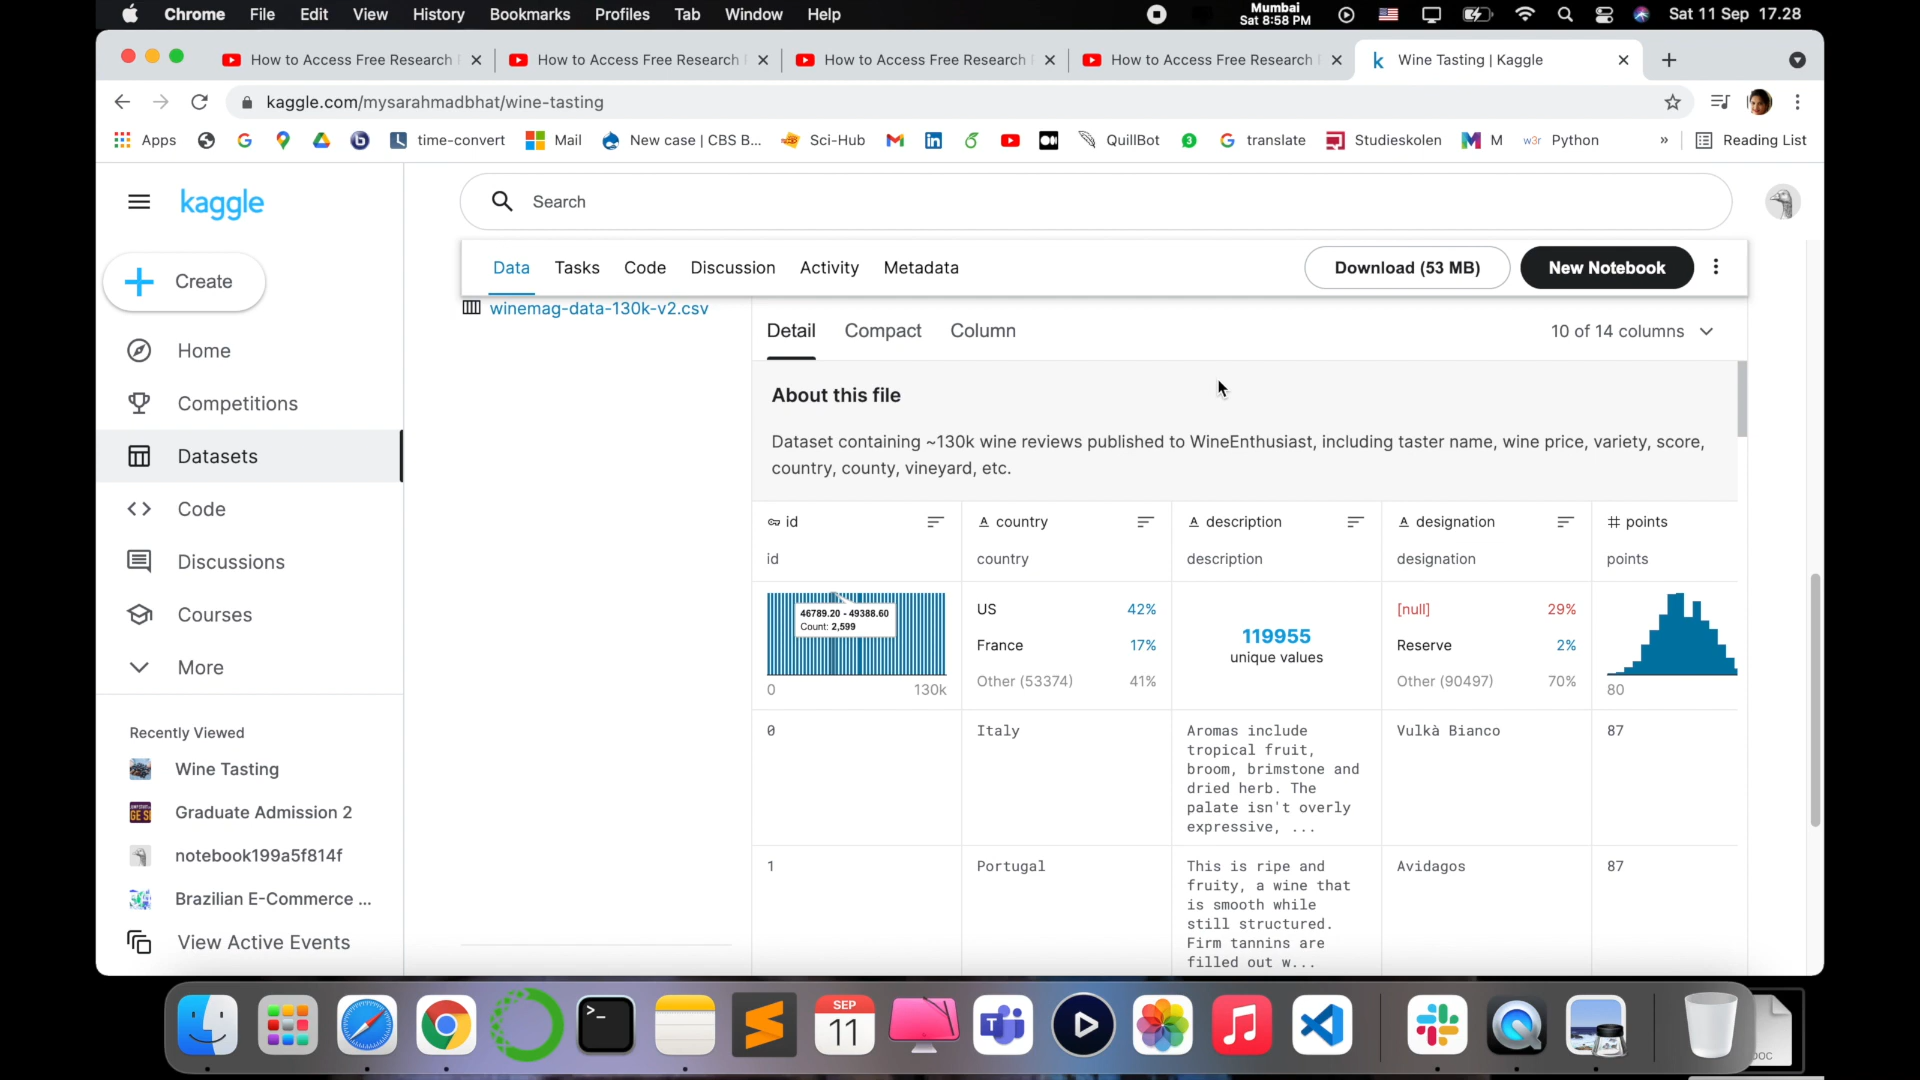 Chrome File Edit View History Bookmarks Profiles Tab Window Help
Mumbai
Sat 8:58 PM
Sat 11 Sep 17.28
How to Access Free Research
How to Access Free Research
How to Access Free Research
How to Access Free Research
Wine Tasting | Kaggle
kaggle.com/mysarahmadbhat/wine-tasting
Apps
time-convert
Mail
New case | CBS B...
Sci-Hub
QuillBot
3
translate
Studieskolen
M
w3r Python
»
Reading List
kaggle
Search
Create
Data Tasks Code Discussion Activity Metadata
Download (53 MB)
New Notebook
Home
Competitions
Datasets
Code
Discussions
Courses
More
Recently Viewed
Wine Tasting
Graduate Admission 2
notebook199a5f814f
Brazilian E-Commerce ...
View Active Events
winemag-data-130k-v2.csv
Detail Compact Column
10 of 14 columns
About this file
Dataset containing ~130k wine reviews published to WineEnthusiast, including taster name, wine price, variety, score,
country, county, vineyard, etc.
id country description designation # points
id country description designation points
46789.20 - 49388.60
Count: 2,599
0 130k
US 42%
France 17%
Other (53374) 41%
119955
unique values
[null] 29%
Reserve 2%
Other (90497) 70%
80
0
Italy
Aromas include
tropical fruit,
broom, brimstone and
dried herb. The
palate isn't overly
expressive, ...
Vulkà Bianco
87
1
Portugal
This is ripe and
fruity, a wine that
is smooth while
still structured.
Firm tannins are
filled out w...
Avidagos
87
SEP
11